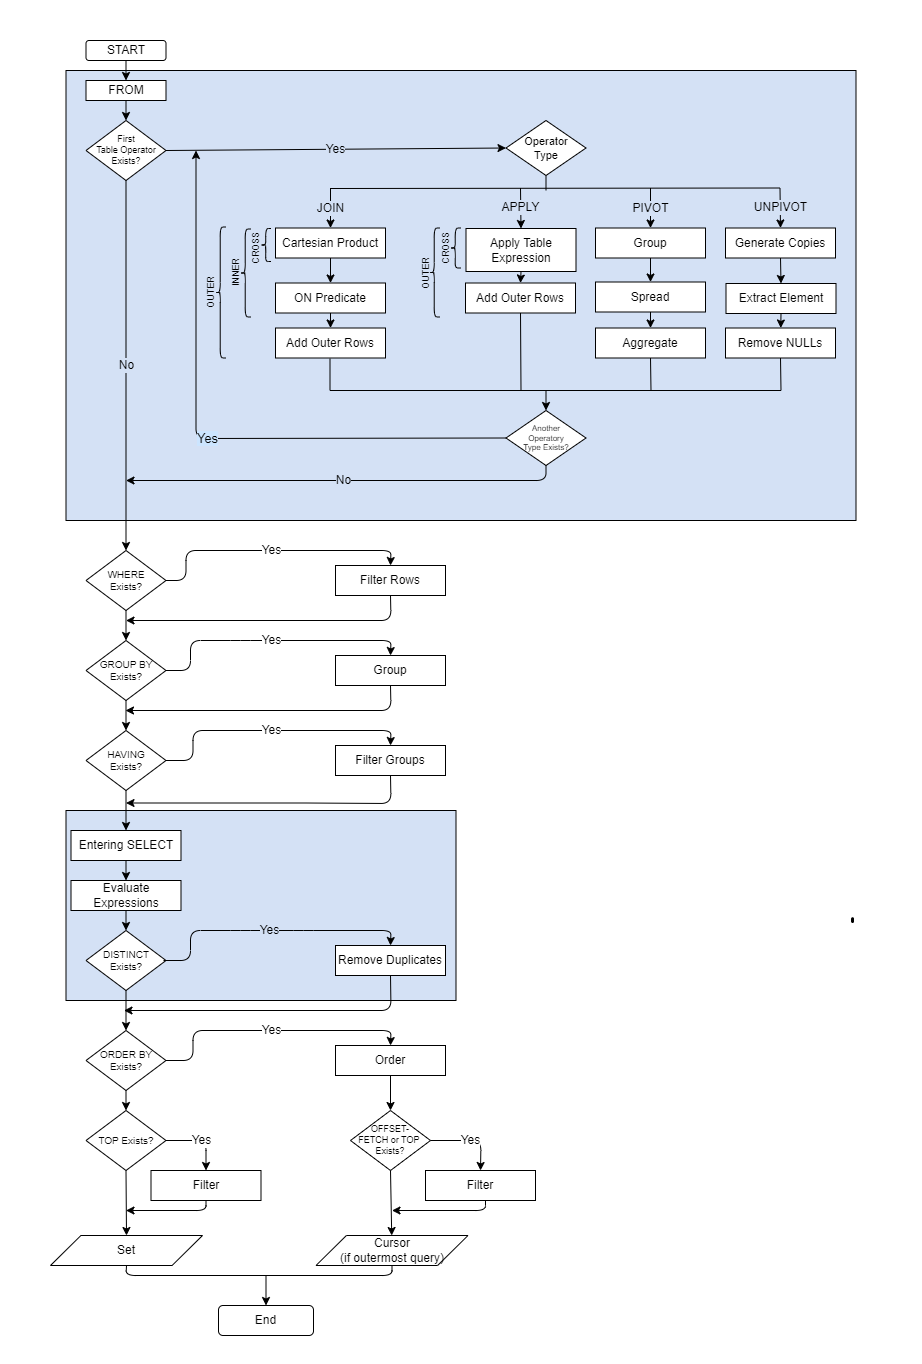 START
FROM
First
Table Operator
Exists?
Yes
Operator
Type
JOIN
APPLY
PIVOT
UNPIVOT
OUTER
INNER
CROSS
Cartesian Product
ON Predicate
Add Outer Rows
OUTER
CROSS
Apply Table
Expression
Add Outer Rows
Group
Spread
Aggregate
Generate Copies
Extract Element
Remove NULLs
No
Another
Operatory
Type Exists?
Yes
No
WHERE
Exists?
Yes
Filter Rows
GROUP BY
Exists?
Yes
Group
HAVING
Exists?
Yes
Filter Groups
Entering SELECT
Evaluate
Expressions
DISTINCT
Exists?
Yes
Remove Duplicates
ORDER BY
Exists?
Yes
Order
TOP Exists?
Yes
Filter
OFFSET-
FETCH or TOP
Exists?
Yes
Filter
Set
Cursor
(if outermost query)
End